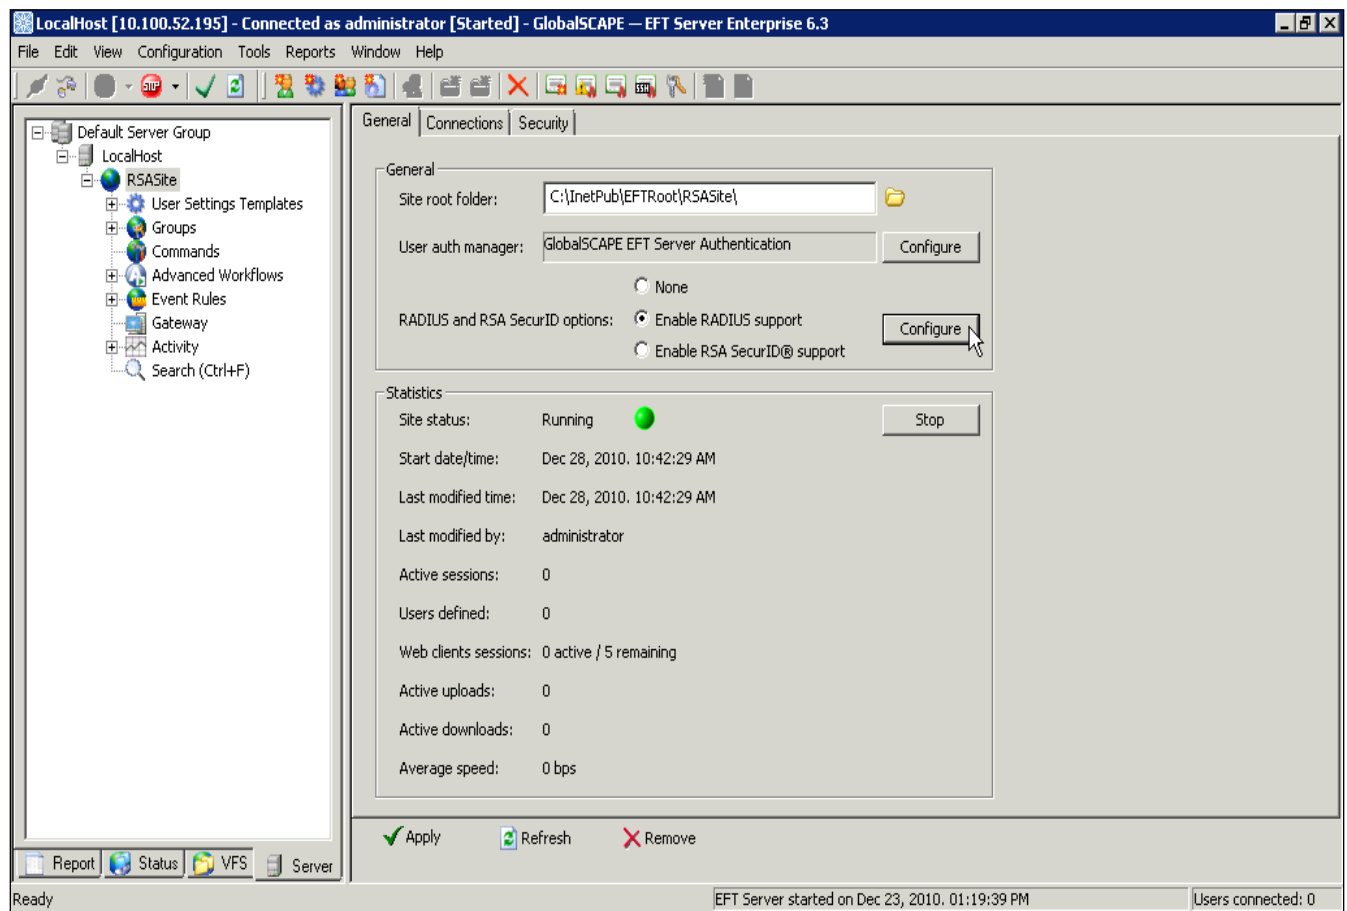 LocalHost [10.100.52.195] - Connected as administrator [Started] - GlobalSCAPE — EFT Server Enterprise 6.3
File Edit View Configuration Tools Reports Window Help
STOP
SSH
Default Server Group
LocalHost
RSASite
User Settings Templates
Groups
Commands
Advanced Workflows
Event Rules
Gateway
Activity
Search (Ctrl+F)
Report Status VFS Server
General Connections Security
General
Site root folder: C:\InetPub\EFTRoot\RSASite\
User auth manager: GlobalSCAPE EFT Server Authentication Configure
None
RADIUS and RSA SecurID options: Enable RADIUS support Configure
Enable RSA SecurID® support
Statistics
Site status: Running Stop
Start date/time: Dec 28, 2010. 10:42:29 AM
Last modified time: Dec 28, 2010. 10:42:29 AM
Last modified by: administrator
Active sessions: 0
Users defined: 0
Web clients sessions: 0 active / 5 remaining
Active uploads: 0
Active downloads: 0
Average speed: 0 bps
Apply Refresh Remove
Ready EFT Server started on Dec 23, 2010. 01:19:39 PM Users connected: 0